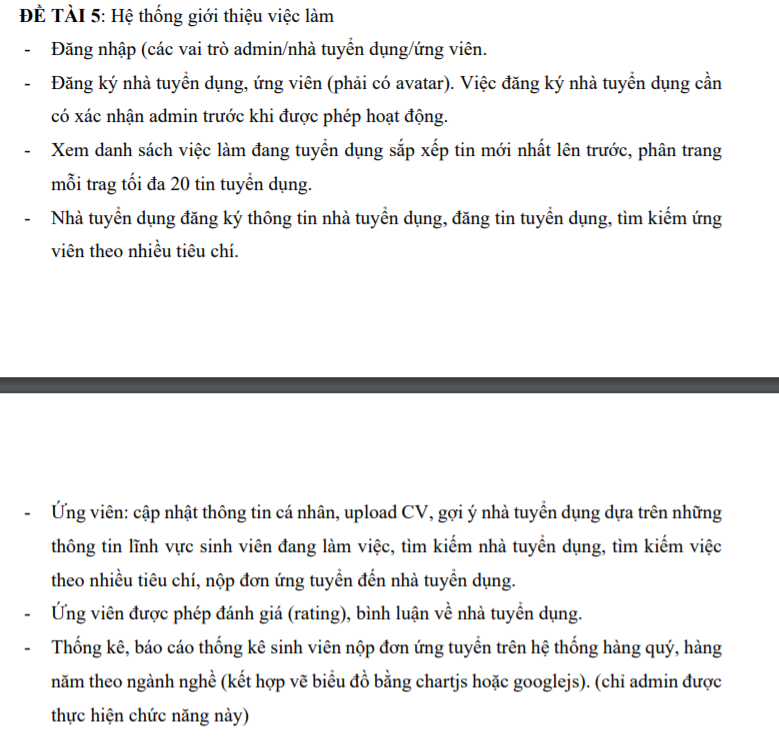 ĐỀ TÀI 5: Hệ thống giới thiệu việc làm
- Đăng nhập (các vai trò admin/nhà tuyển dụng/ứng viên.
- Đăng ký nhà tuyển dụng, ứng viên (phải có avatar). Việc đăng ký nhà tuyển dụng cần
có xác nhận admin trước khi được phép hoạt động.
- Xem danh sách việc làm đang tuyển dụng sắp xếp tin mới nhất lên trước, phân trang
mỗi trag tối đa 20 tin tuyển dụng.
- Nhà tuyển dụng đăng ký thông tin nhà tuyển dụng, đăng tin tuyển dụng, tìm kiếm ứng
viên theo nhiều tiêu chí.
- Ứng viên: cập nhật thông tin cá nhân, upload CV, gợi ý nhà tuyển dụng dựa trên những
thông tin lĩnh vực sinh viên đang làm việc, tìm kiếm nhà tuyển dụng, tìm kiếm việc
theo nhiều tiêu chí, nộp đơn ứng tuyển đến nhà tuyển dụng.
- Ứng viên được phép đánh giá (rating), bình luận về nhà tuyển dụng.
- Thống kê, báo cáo thống kê sinh viên nộp đơn ứng tuyển trên hệ thống hàng quý, hàng
năm theo ngành nghề (kết hợp vẽ biểu đồ bằng chartjs hoặc googlejs). (chỉ admin được
thực hiện chức năng này)